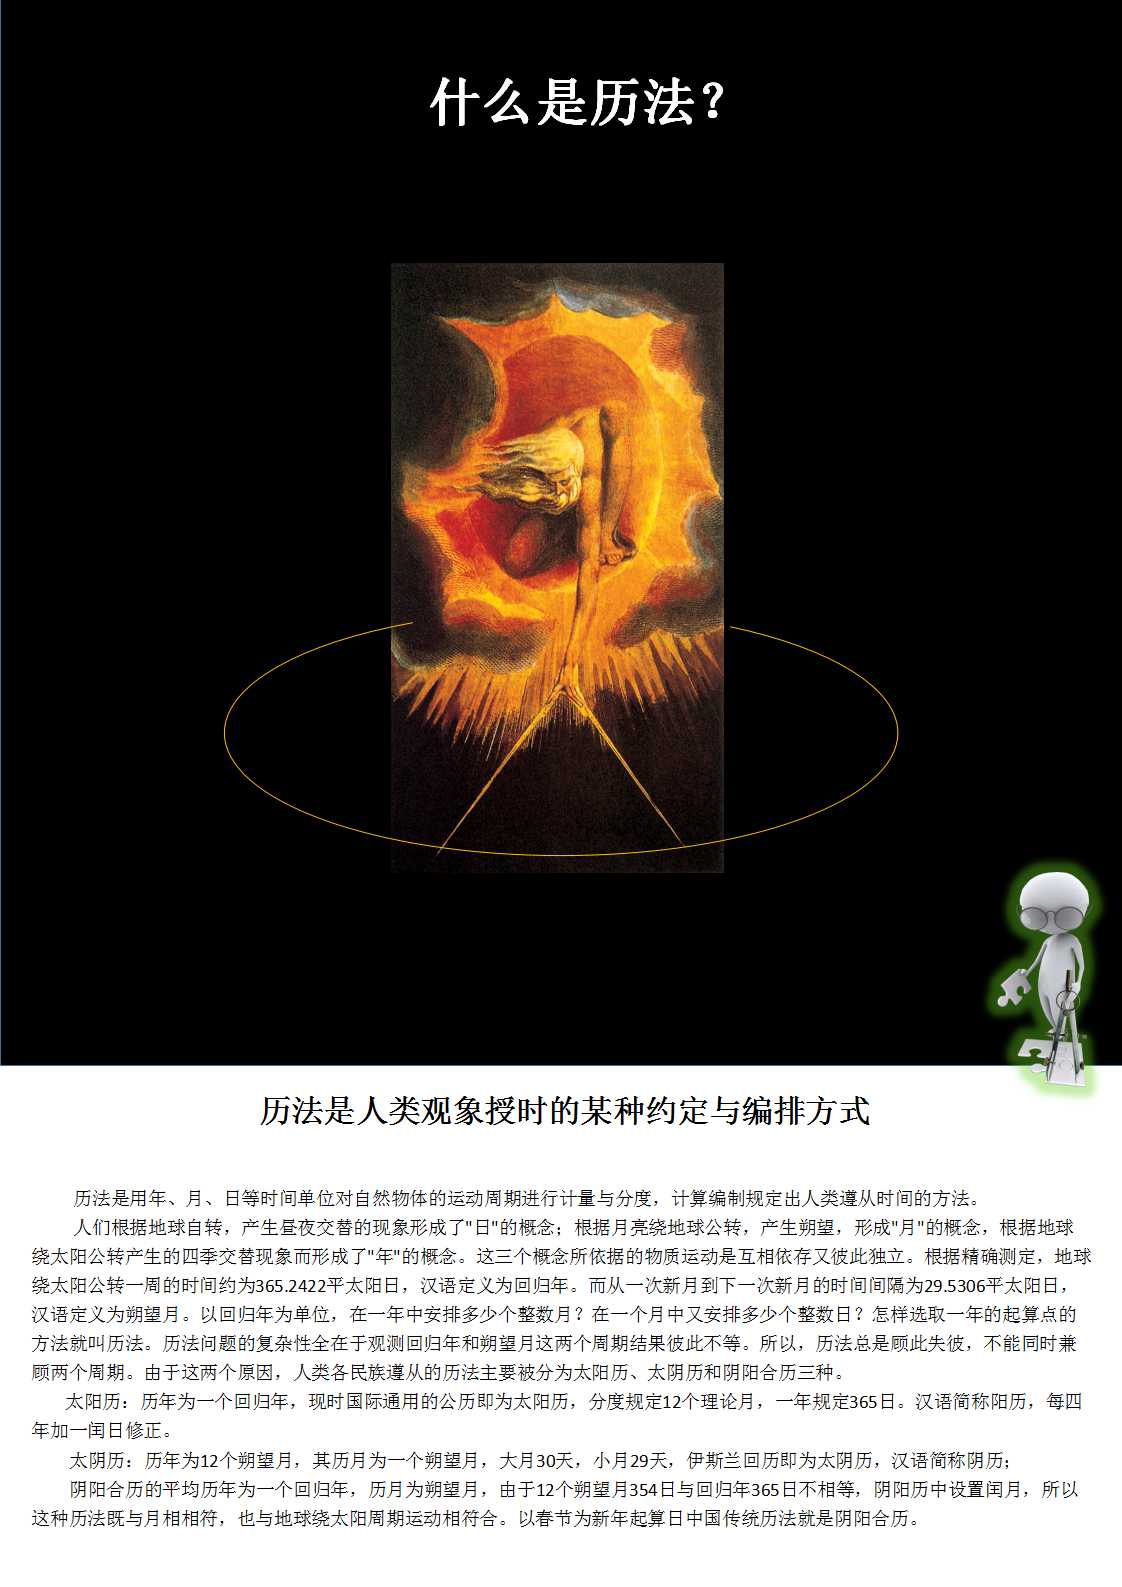 什么是历法？
历法是人类观象授时的某种约定与编排方式
历法是用年、月、日等时间单位对自然物体的运动周期进行计量与分度，计算编制规定出人类遵从时间的方法。
人们根据地球自转，产生昼夜交替的现象形成了"日"的概念；根据月亮绕地球公转，产生朔望，形成"月"的概念，根据地球
绕太阳公转产生的四季交替现象而形成了"年"的概念。这三个概念所依据的物质运动是互相依存又彼此独立。根据精确测定，地球
绕太阳公转一周的时间约为365.2422平太阳日，汉语定义为回归年。而从一次新月到下一次新月的时间间隔为29.5306平太阳日，
汉语定义为朔望月。以回归年为单位，在一年中安排多少个整数月？在一个月中又安排多少个整数日？怎样选取一年的起算点的
方法就叫历法。历法问题的复杂性全在于观测回归年和朔望月这两个周期结果彼此不等。所以，历法总是顾此失彼，不能同时兼
顾两个周期。由于这两个原因，人类各民族遵从的历法主要被分为太阳历、太阴历和阴阳合历三种。
太阳历：历年为一个回归年，现时国际通用的公历即为太阳历，分度规定12个理论月，一年规定365日。汉语简称阳历，每四
年加一闰日修正。
太阴历：历年为12个朔望月，其历月为一个朔望月，大月30天，小月29天，伊斯兰回历即为太阴历，汉语简称阴历；
阴阳合历的平均历年为一个回归年，历月为朔望月，由于12个朔望月354日与回归年365日不相等，阴阳历中设置闰月，所以
这种历法既与月相相符，也与地球绕太阳周期运动相符合。以春节为新年起算日中国传统历法就是阴阳合历。